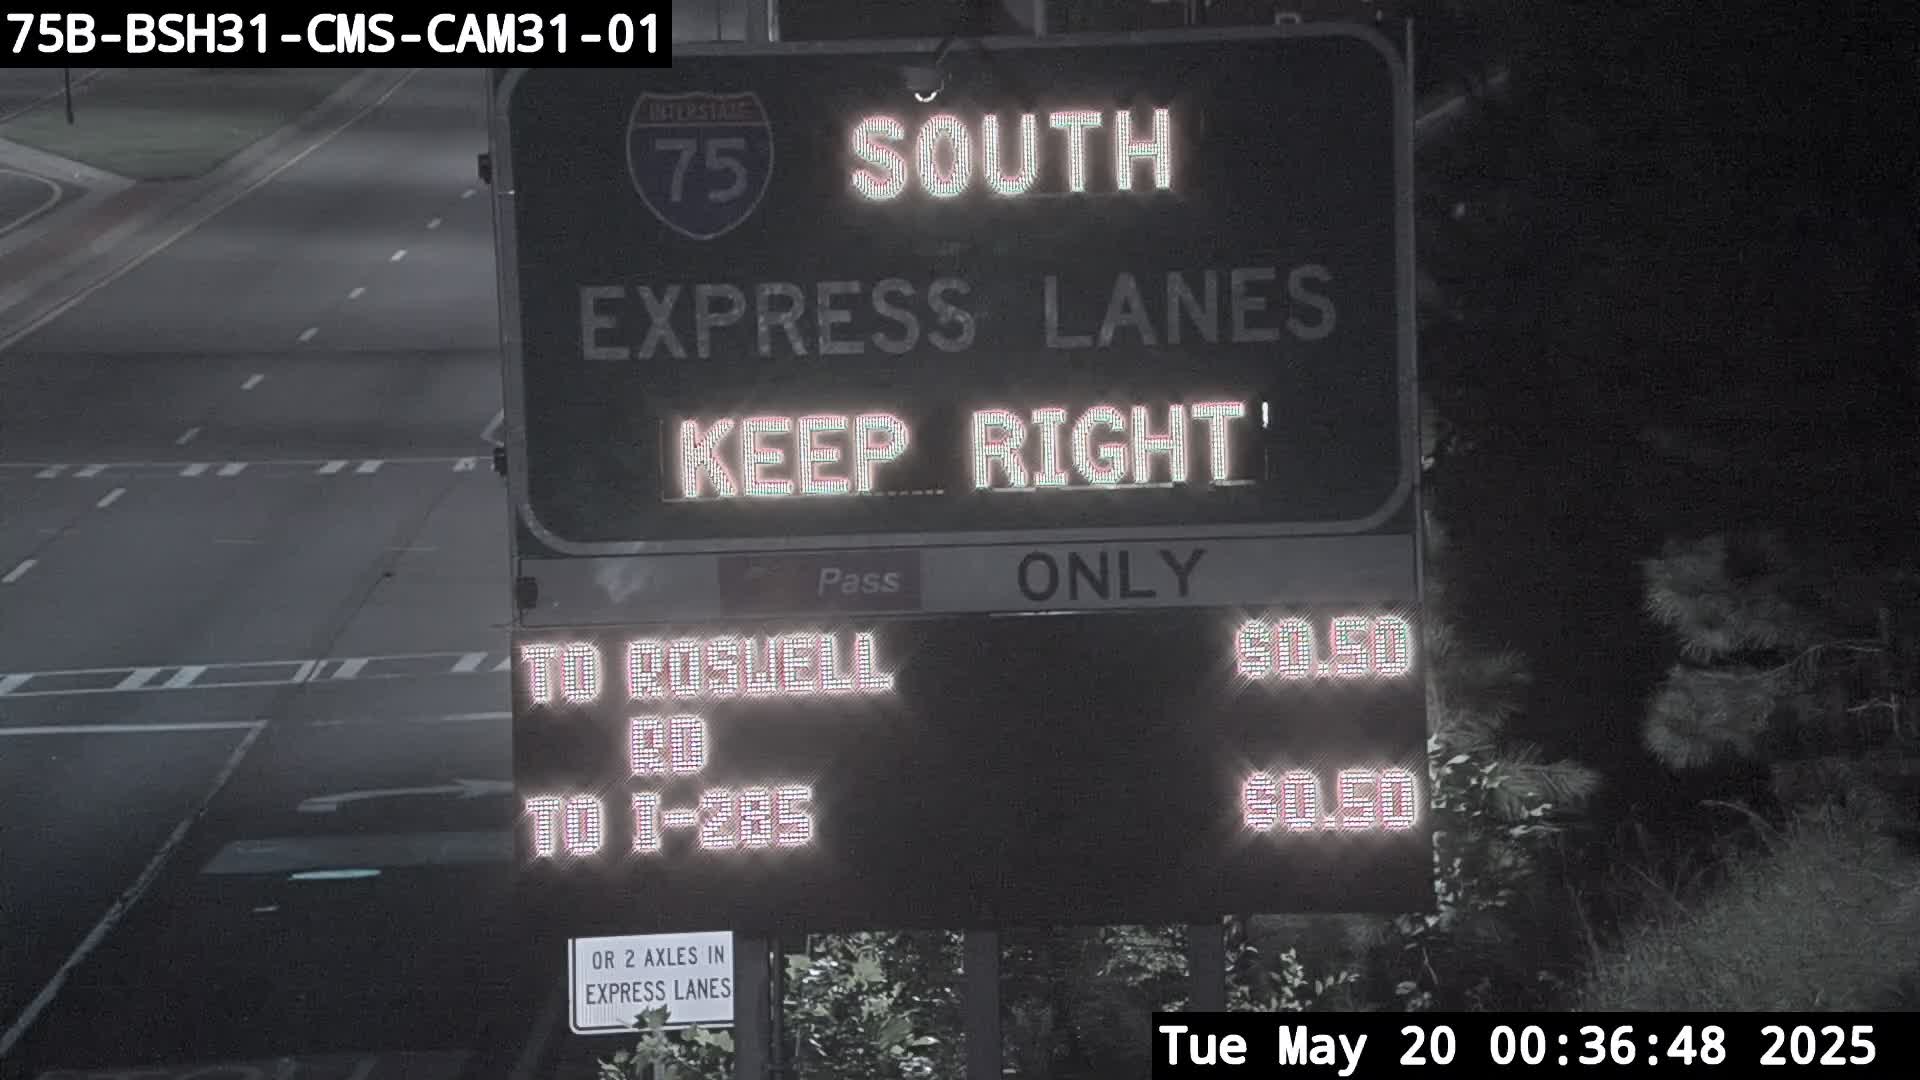 75B-BSH31-CMS-CAM31-01
INTERSTATE
75
SOUTH
EXPRESS LANES
KEEP RIGHT
Pass ONLY
TO ROSWELL $0.50
RD
TO I-285 $0.50
OR 2 AXLES IN
EXPRESS LANES
Tue May 20 00:36:48 2025